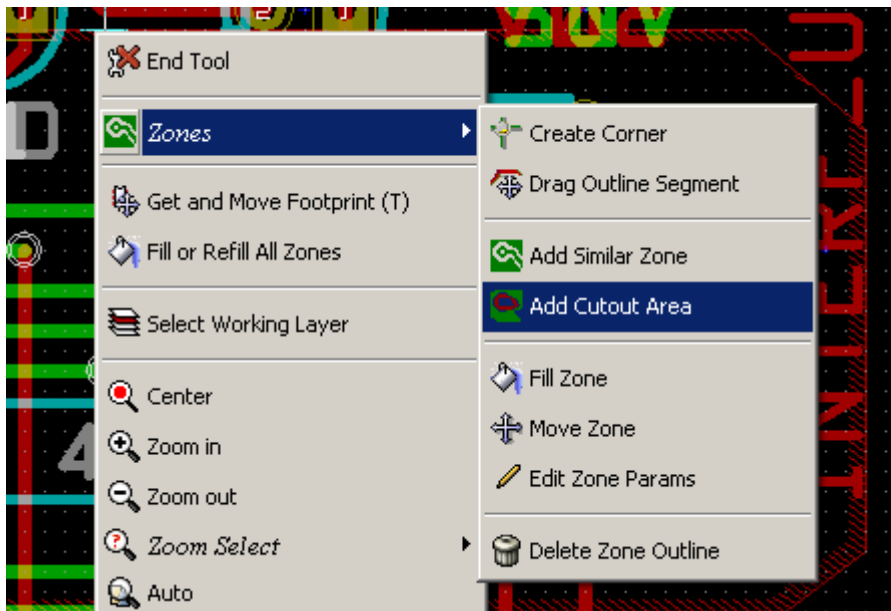 End Tool
Zones
Get and Move Footprint (T)
Fill or Refill All Zones
Select Working Layer
Center
Zoom in
Zoom out
Zoom Select
Auto
Create Corner
Drag Outline Segment
Add Similar Zone
Add Cutout Area
Fill Zone
Move Zone
Edit Zone Params
Delete Zone Outline